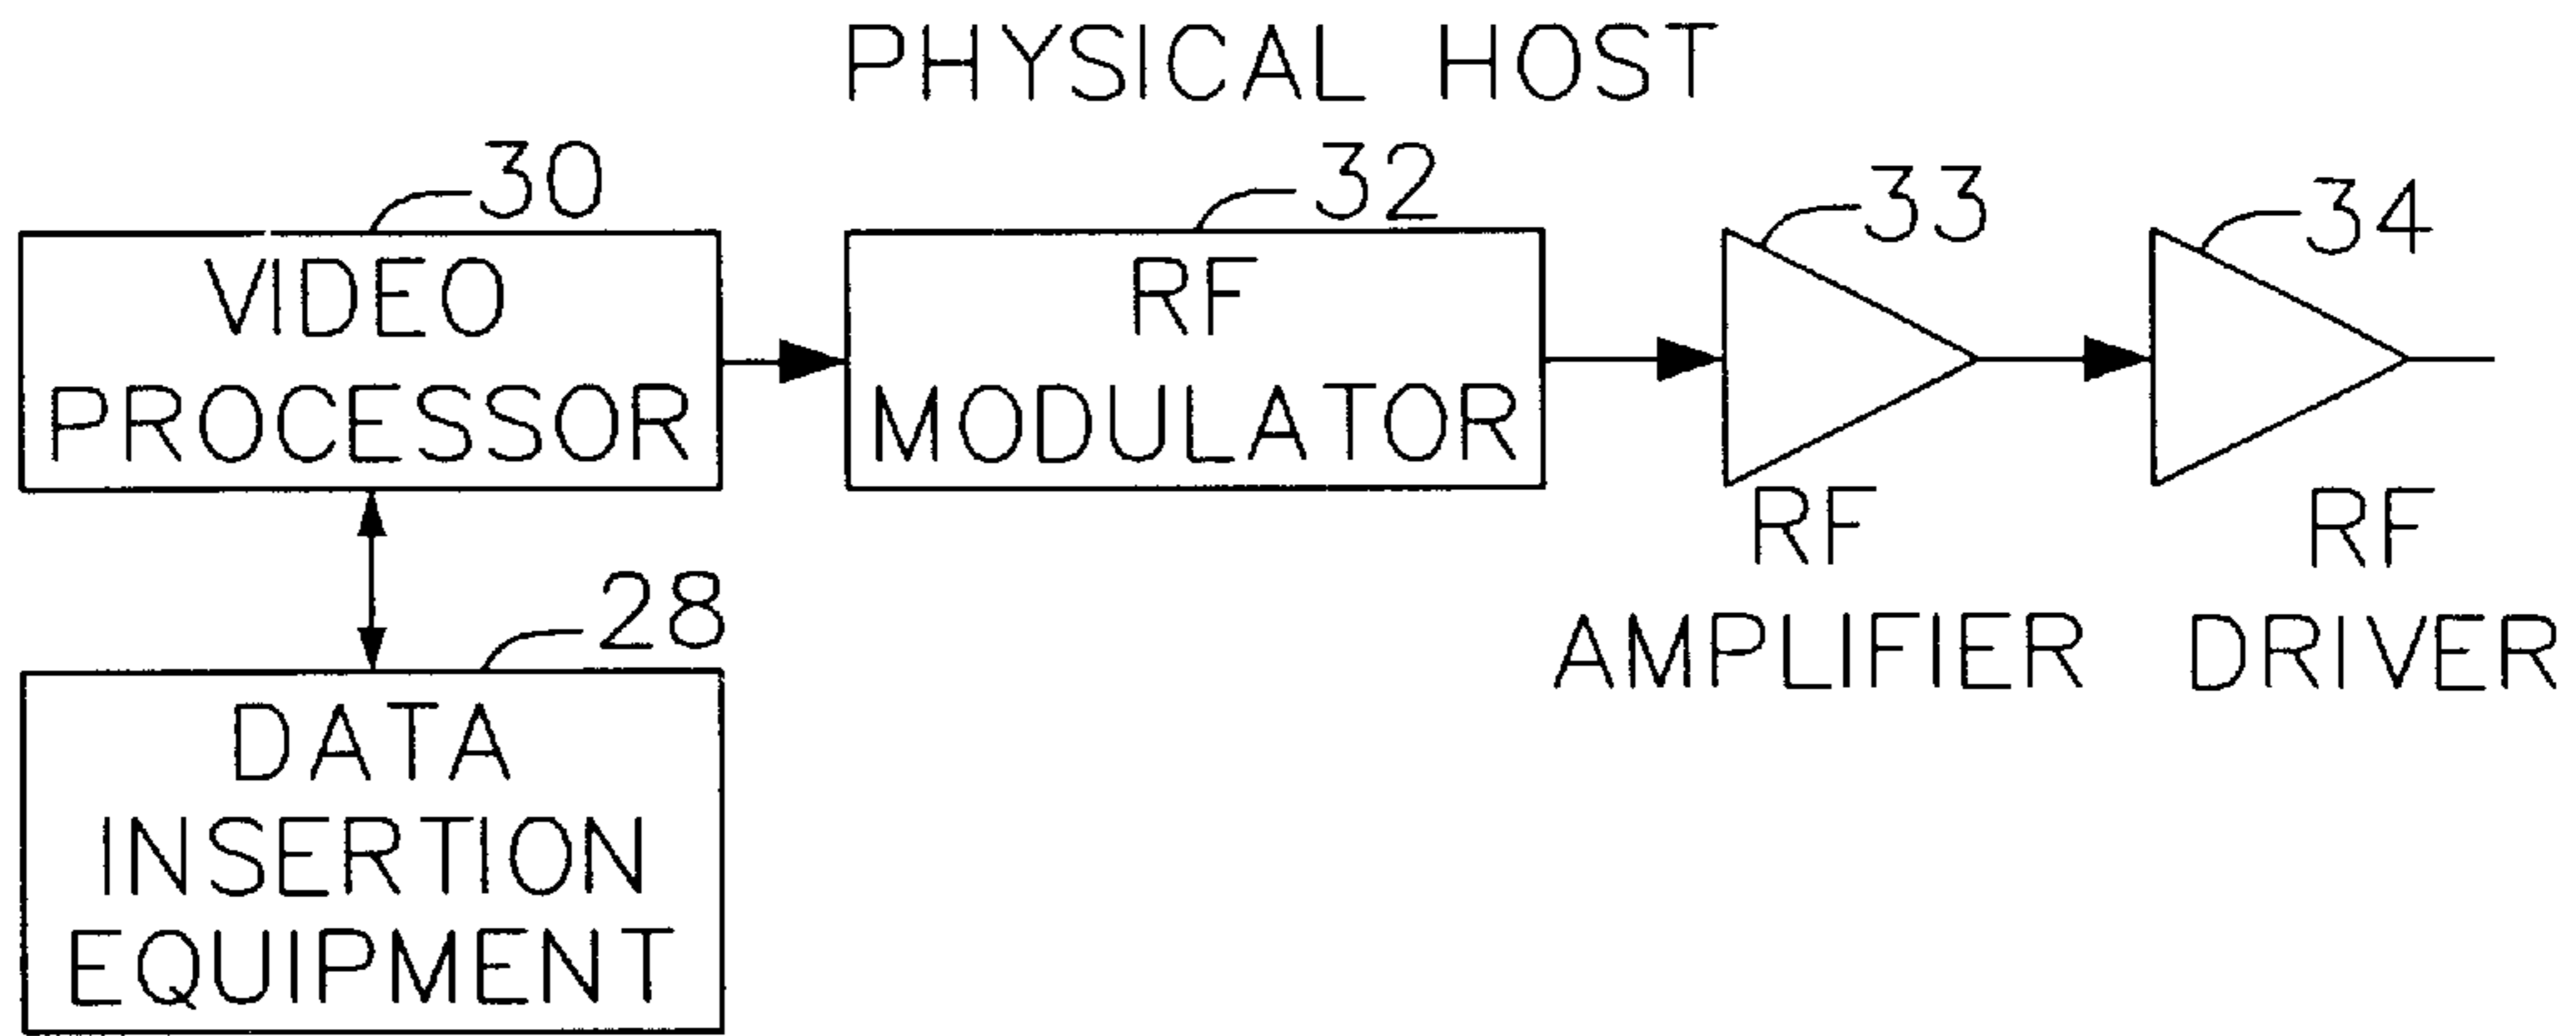 PHYSICAL HOST
30
32
33
34
VIDEO
PROCESSOR
RF
MODULATOR
RF
AMPLIFIER
RF
DRIVER
28
DATA
INSERTION
EQUIPMENT